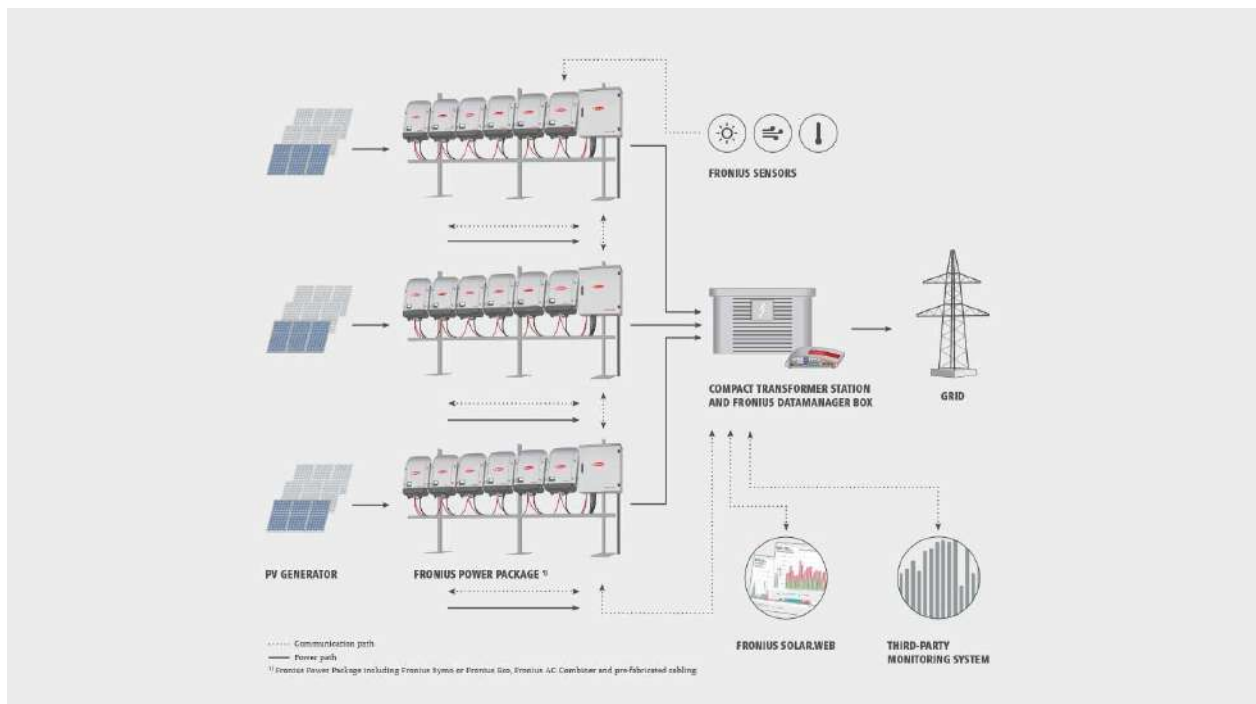 FRONIUS SENSORS
COMPACT TRANSFORMER STATION
AND FRONIUS DATAMANAGER BOX
GRID
PV GENERATOR
FRONIUS POWER PACKAGE ¹⁾
FRONIUS SOLAR.WEB
THIRD-PARTY
MONITORING SYSTEM
Communication path
Power path
¹⁾ Fronius Power Package including Fronius Symo or Fronius Eco, Fronius AC Combiner and pre-fabricated cabling